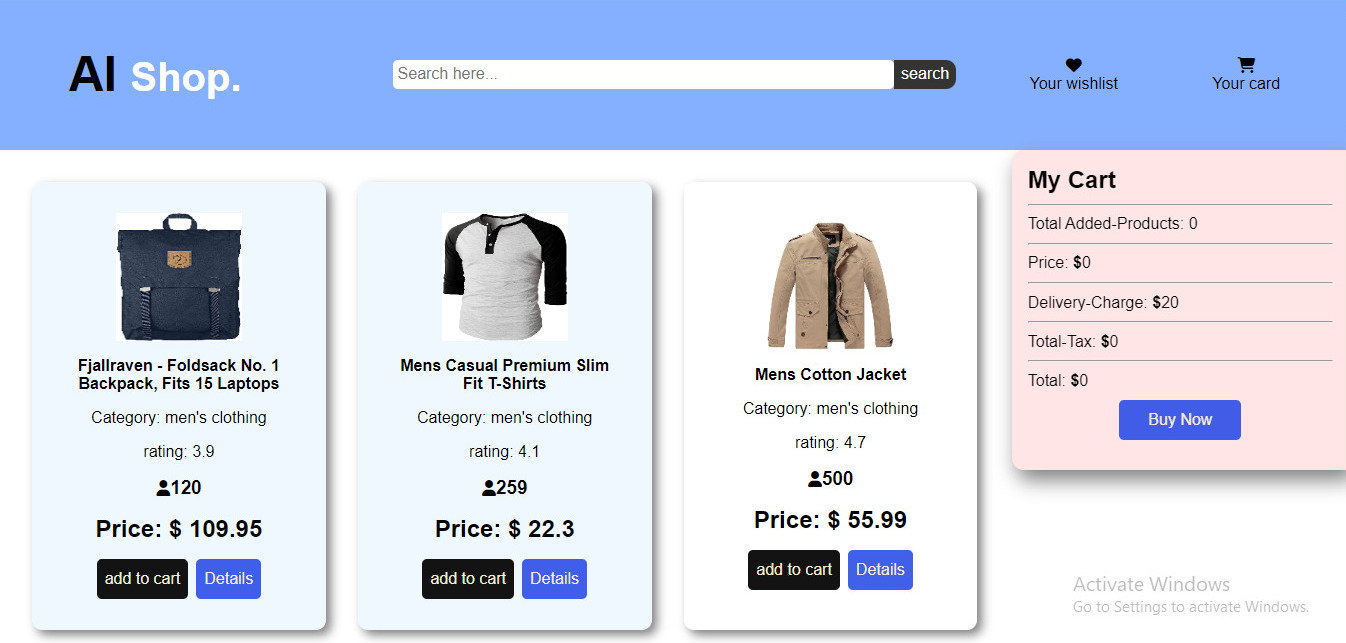 AI Shop.
Search here...
search
Your wishlist
Your card
Fjallraven - Foldsack No. 1
Backpack, Fits 15 Laptops
Category: men's clothing
rating: 3.9
120
Price: $ 109.95
add to cart
Details
Mens Casual Premium Slim
Fit T-Shirts
Category: men's clothing
rating: 4.1
259
Price: $ 22.3
add to cart
Details
Mens Cotton Jacket
Category: men's clothing
rating: 4.7
500
Price: $ 55.99
add to cart
Details
My Cart
Total Added-Products: 0
Price: $0
Delivery-Charge: $20
Total-Tax: $0
Total: $0
Buy Now
Activate Windows
Go to Settings to activate Windows.